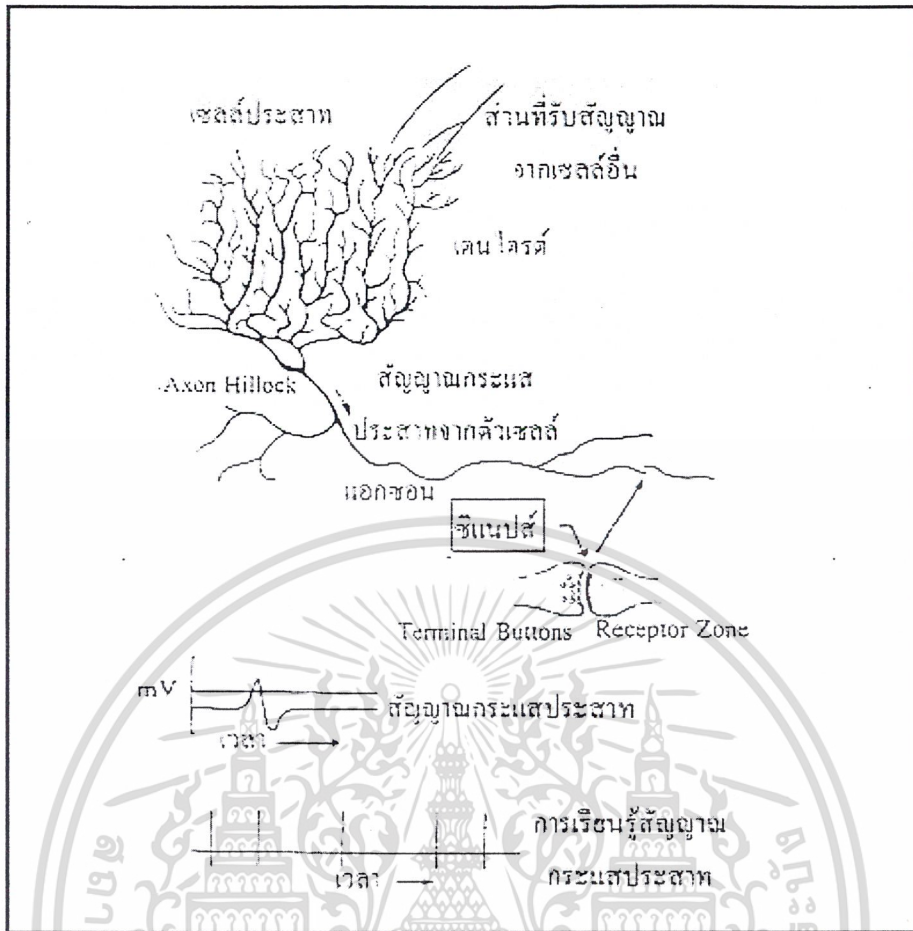 เซลล์ประสาท
ส่วนที่รับสัญญาณ
จากเซลล์อื่น
เดนไดรต์
Axon Hillock
สัญญาณกระแส
ประสาทจากตัวเซลล์
แอกซอน
ซิแนปส์
Terminal Buttons Receptor Zone
mV
สัญญาณกระแสประสาท
เวลา
การเรียนรู้สัญญาณ
เวลา
กระแสประสาท